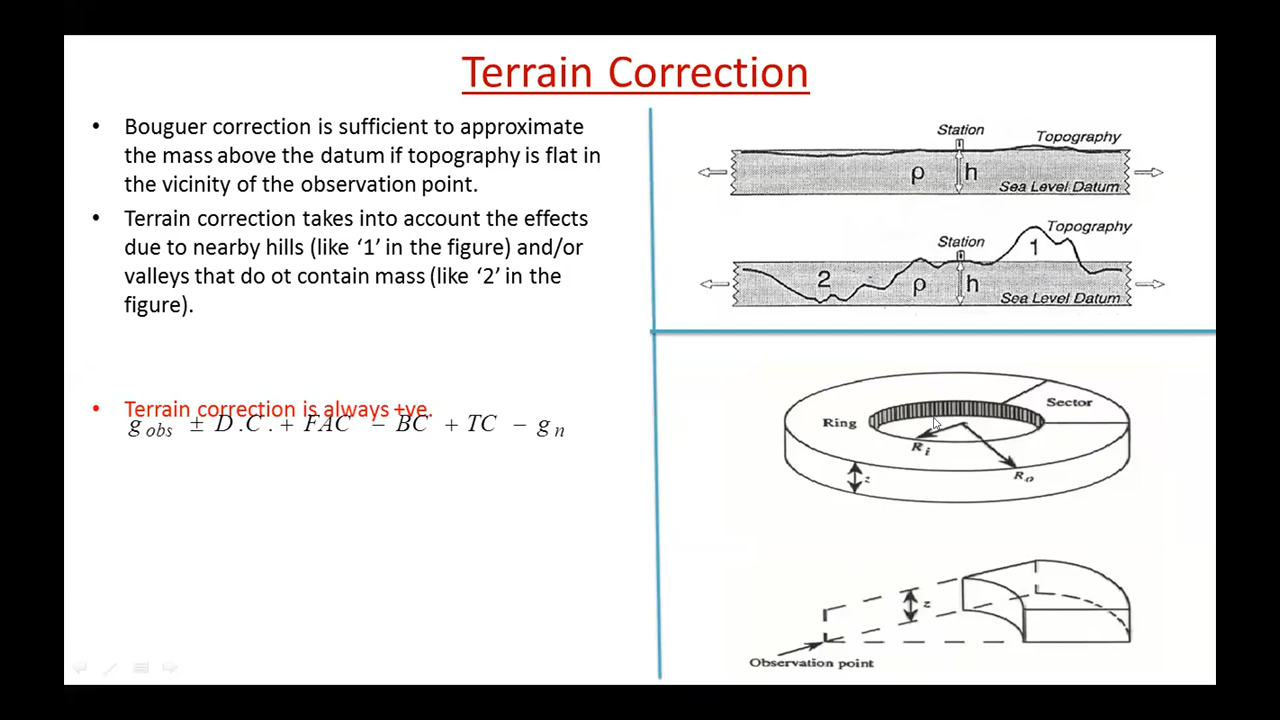 Terrain Correction
• Bouguer correction is sufficient to approximate
the mass above the datum if topography is flat in
the vicinity of the observation point.
• Terrain correction takes into account the effects
due to nearby hills (like ‘1’ in the figure) and/or
valleys that do ot contain mass (like ‘2’ in the
figure).
• Terrain correction is always +ve.
g obs ± D .C . + FAC − BC + TC − g n
Station
Topography
ρ h
Sea Level Datum
Topography
Station
1
2
ρ h
Sea Level Datum
Sector
Ring
R i
R o
z
z
Observation point